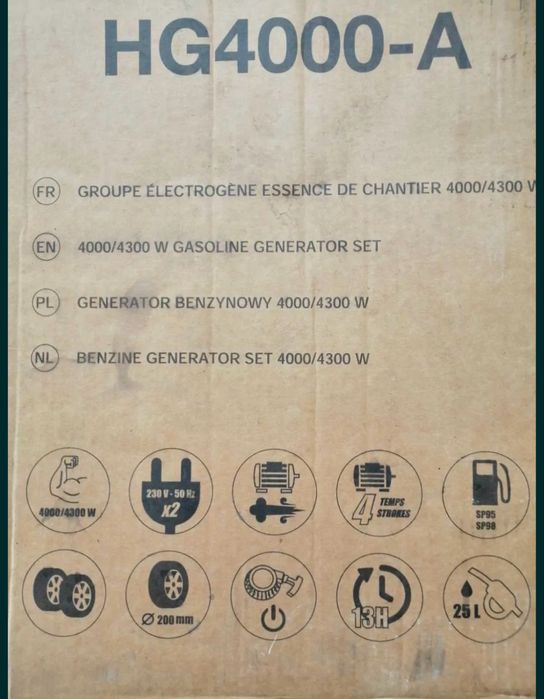 HG4000-A
FR GROUPE ÉLECTROGÈNE ESSENCE DE CHANTIER 4000/4300 W
EN 4000/4300 W GASOLINE GENERATOR SET
PL GENERATOR BENZYNOWY 4000/4300 W
NL BENZINE GENERATOR SET 4000/4300 W
4000/4300 W
230 V - 50 Hz
x2
4 TEMPS
STROKES
SP95
SP98
Ø 200 mm
13H
25 L